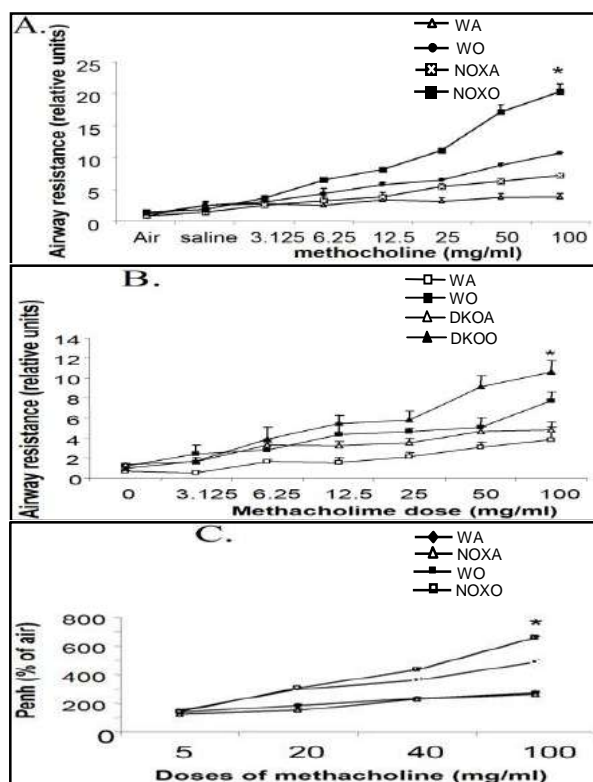 A.
WA
WO
NOXA
NOXO
Airway resistance (relative units)
25
20
15
10
5
0
*
Air saline 3.125 6.25 12.5 25 50 100
methocholine (mg/ml)
B.
WA
WO
DKOA
DKOO
Airway resistance (relative units)
14
12
10
8
6
4
2
0
*
0 3.125 6.25 12.5 25 50 100
Methacholime dose (mg/ml)
C.
WA
NOXA
WO
NOXO
Penh (% of air)
800
600
400
200
0
*
5 20 40 100
Doses of methacholine (mg/ml)